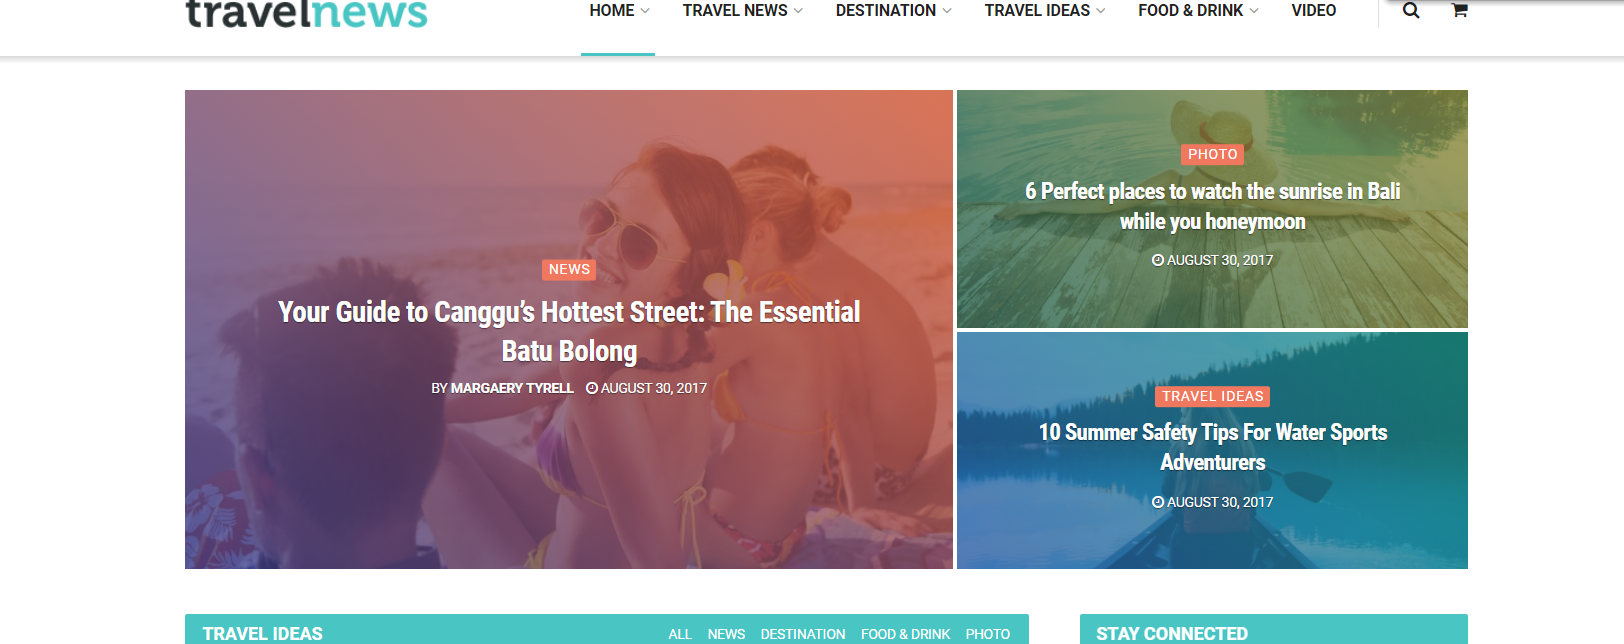 travelnews
HOME TRAVEL NEWS DESTINATION TRAVEL IDEAS FOOD & DRINK VIDEO
NEWS
Your Guide to Canggu’s Hottest Street: The Essential
Batu Bolong
BY MARGAERY TYRELL AUGUST 30, 2017
PHOTO
6 Perfect places to watch the sunrise in Bali
while you honeymoon
AUGUST 30, 2017
TRAVEL IDEAS
10 Summer Safety Tips For Water Sports
Adventurers
AUGUST 30, 2017
TRAVEL IDEAS ALL NEWS DESTINATION FOOD & DRINK PHOTO
STAY CONNECTED